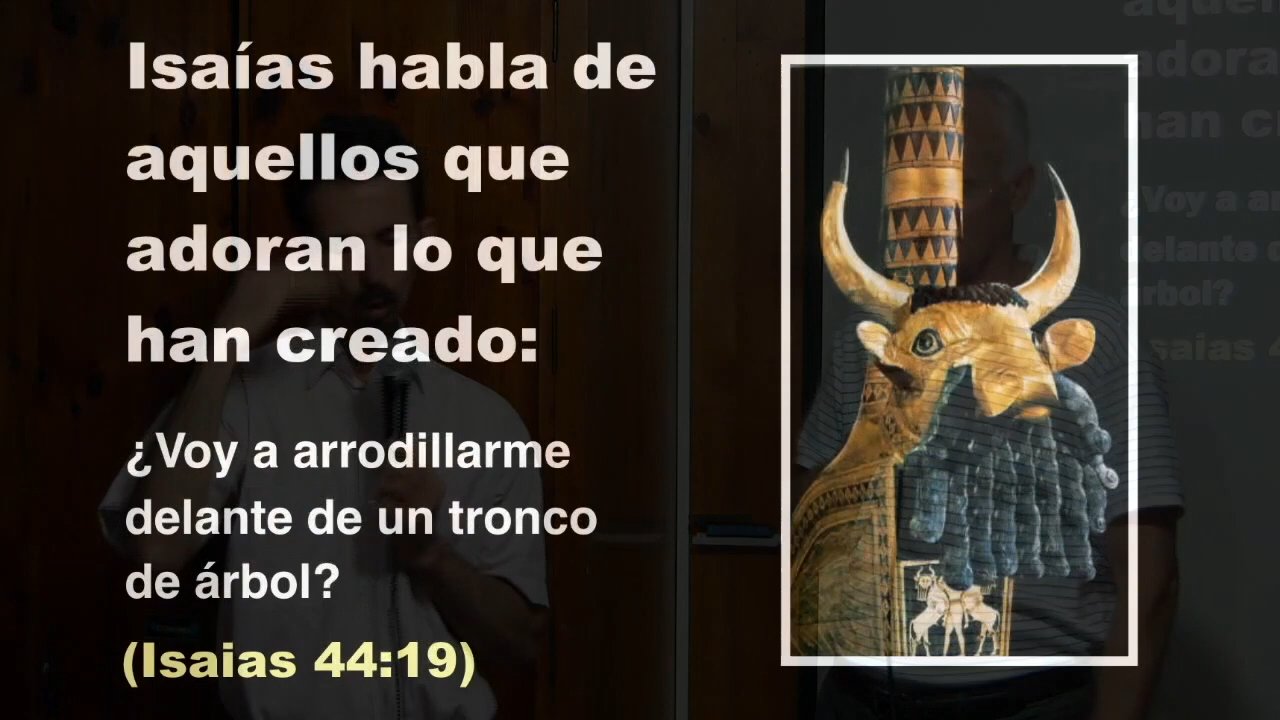 Isaías habla de
aquellos que
adoran lo que
han creado:
¿Voy a arrodillarme
delante de un tronco
de árbol?
(Isaias 44:19)